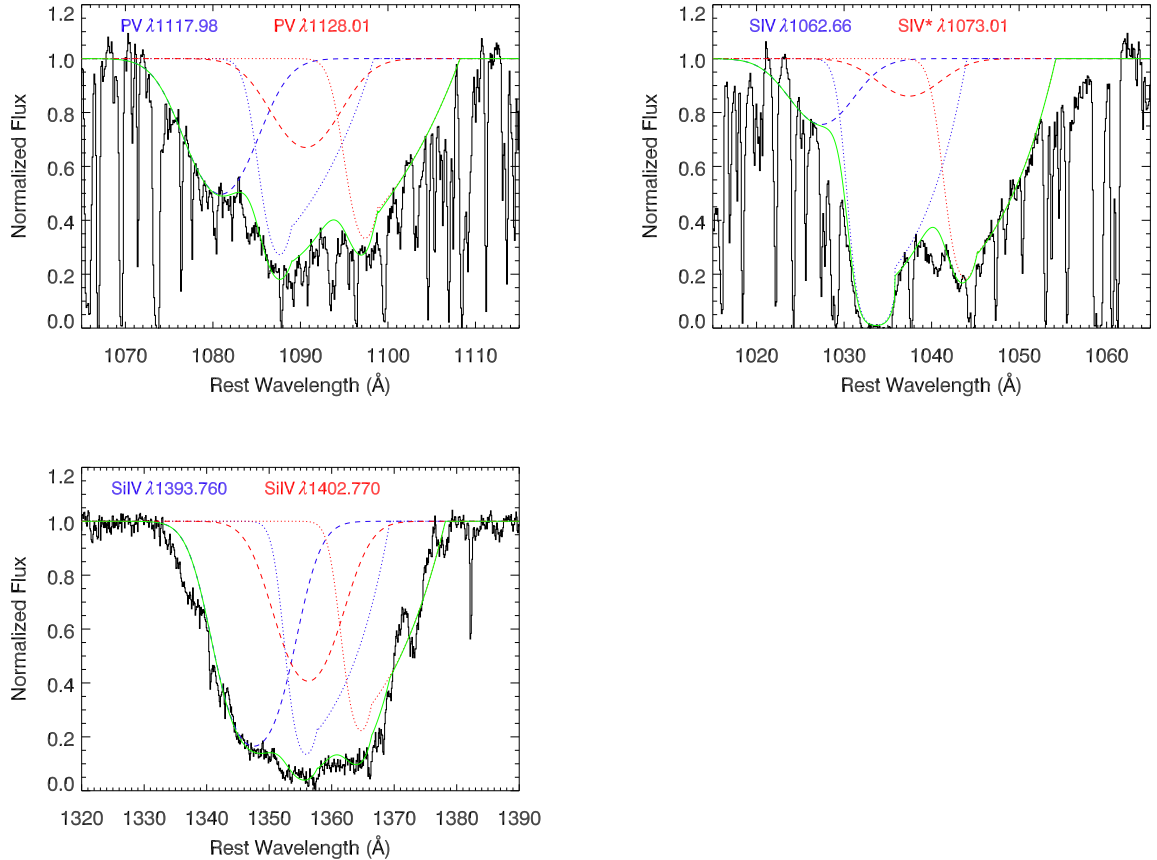 PV λ1117.98 PV λ1128.01
1.2
1.0
0.8
0.6
0.4
0.2
0.0
Normalized Flux
1070 1080 1090 1100 1110
Rest Wavelength (Å)
SIV λ1062.66 SIV* λ1073.01
1.2
1.0
0.8
0.6
0.4
0.2
0.0
Normalized Flux
1020 1030 1040 1050 1060
Rest Wavelength (Å)
SiIV λ1393.760 SiIV λ1402.770
1.2
1.0
0.8
0.6
0.4
0.2
0.0
Normalized Flux
1320 1330 1340 1350 1360 1370 1380 1390
Rest Wavelength (Å)